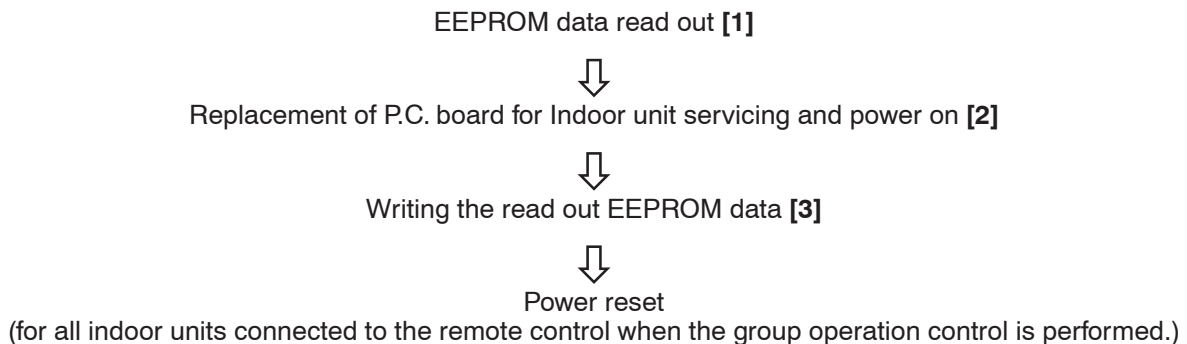 EEPROM data read out [1]
Replacement of P.C. board for Indoor unit servicing and power on [2]
Writing the read out EEPROM data [3]
Power reset
(for all indoor units connected to the remote control when the group operation control is performed.)